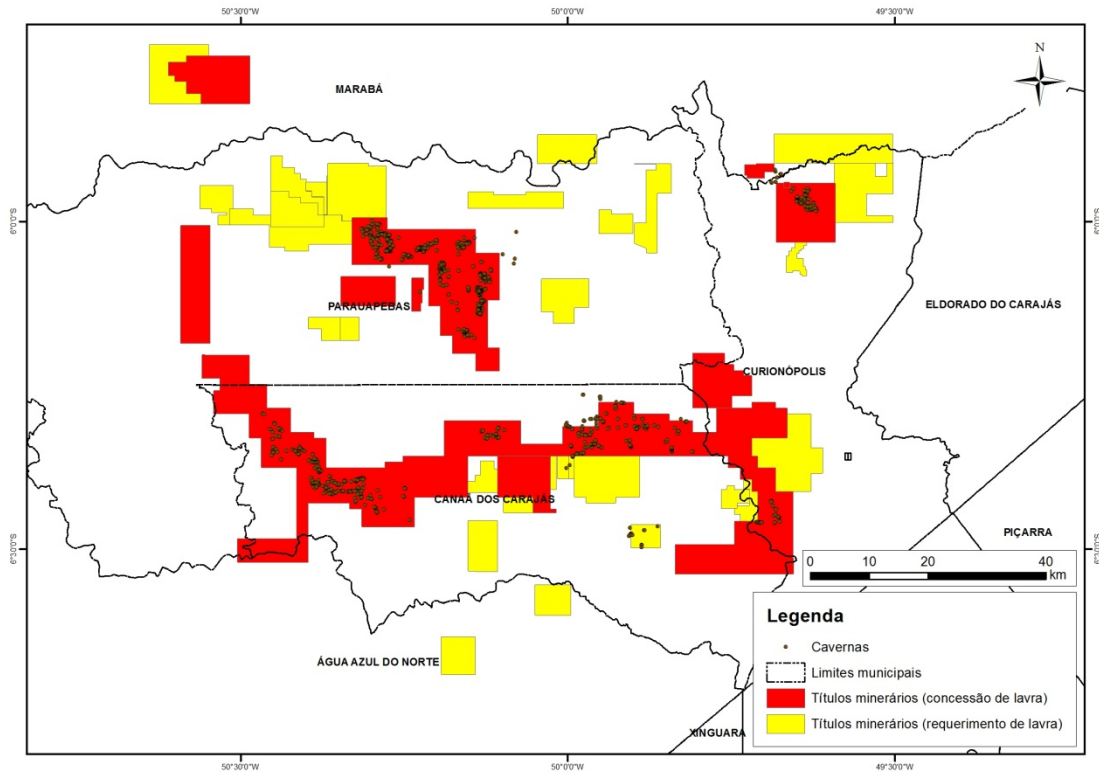 50°30'0"W 50°0'0"W 49°30'0"W
N
MARABÁ
6°0'0"S 6°0'0"S
ELDORADO DO CARAJÁS
PARAUAPEBAS
CURIONÓPOLIS
CANAÃ DOS CARAJÁS
PIÇARRA
6°30'0"S 6°30'0"S
0 10 20 40
km
Legenda
Cavernas
Limites municipais
ÁGUA AZUL DO NORTE
Títulos minerários (concessão de lavra)
Títulos minerários (requerimento de lavra)
XINGUARA
50°30'0"W 50°0'0"W 49°30'0"W